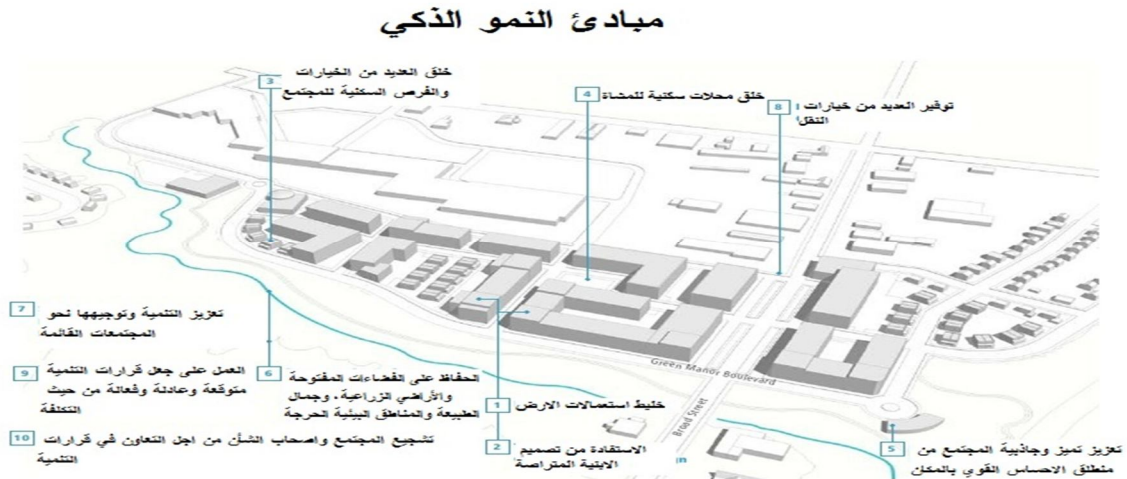 مبادئ النمو الذكي
3
خلق العديد من الخيارات
والفرص السكنية للمجتمع
4
خلق محلات سكنية للمشاة
8
توفير العديد من خيارات
النقل
7
تعزيز التنمية وتوجيهها نحو
المجتمعات القائمة
9
العمل على جعل قرارات التنمية
متوقعة وعادلة وفعالة من حيث
التكلفة
10
تشجيع المجتمع واصحاب الشأن من اجل التعاون في قرارات
التنمية
6
الحفاظ على الفضاءات المفتوحة
والأراضي الزراعية، وجمال
الطبيعة والمناطق البيئية الحرجة
1
خليط استعمالات الارض
2
الاستفادة من تصميم
الابنية المتراصة
Green Manor Boulevard
Broad Street
5
تعزيز تميز وجاذبية المجتمع من
منطلق الاحساس القوي بالمكان